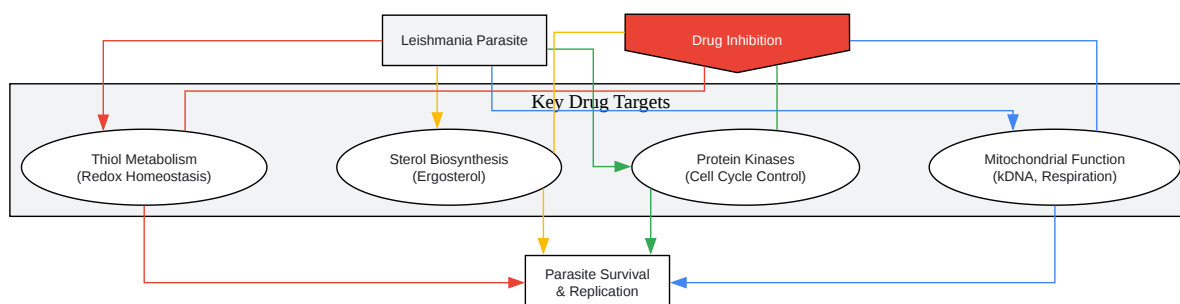 Leishmania Parasite
Drug Inhibition
Key Drug Targets
Thiol Metabolism
(Redox Homeostasis)
Sterol Biosynthesis
(Ergosterol)
Protein Kinases
(Cell Cycle Control)
Mitochondrial Function
(kDNA, Respiration)
Parasite Survival
& Replication